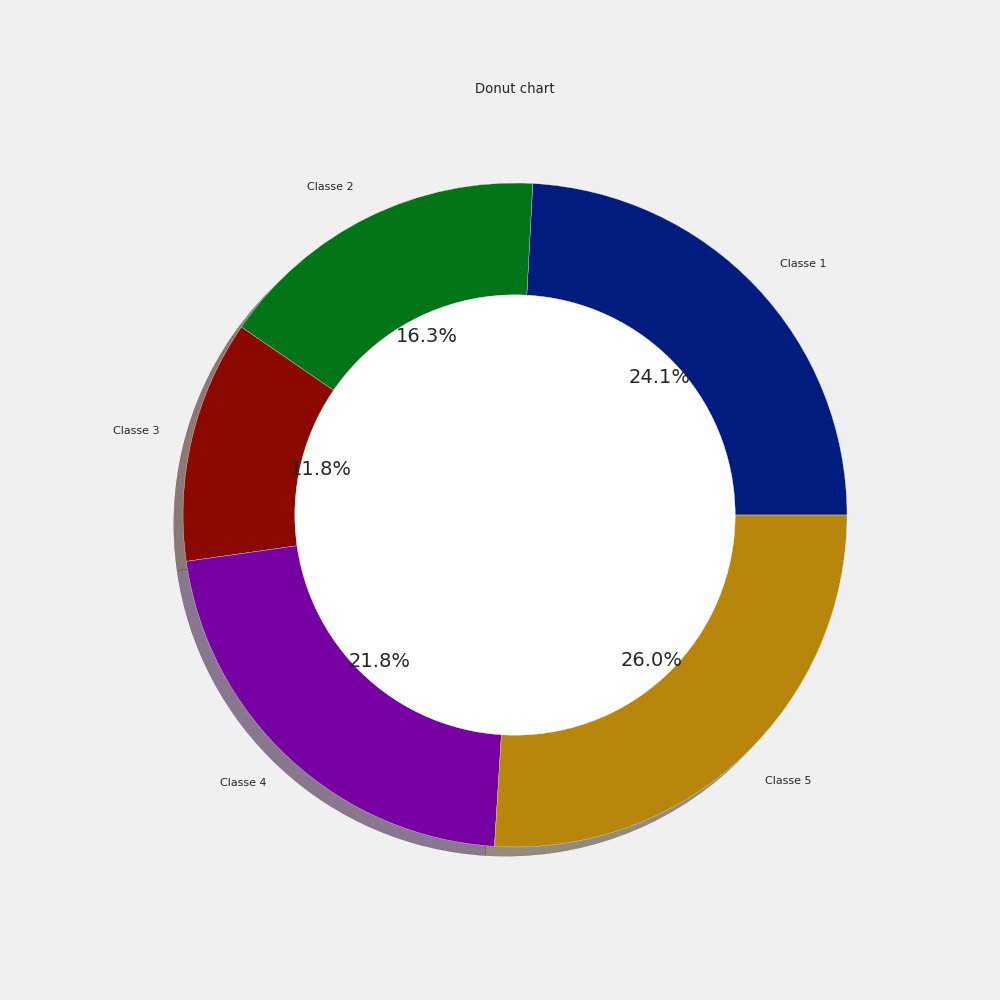 Donut chart
Classe 2
Classe 1
16.3%
24.1%
Classe 3
11.8%
21.8%
26.0%
Classe 4
Classe 5